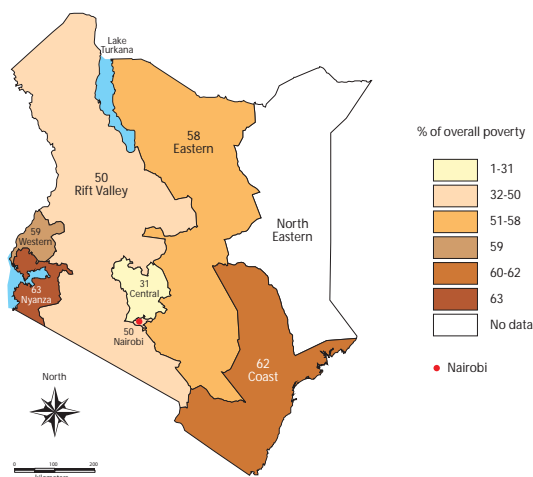 Lake
Turkana
58
Eastern
50
Rift Valley
59
Western
North
Eastern
31
Central
63
Nyanza
50
Nairobi
62
Coast
North
0 100 200
kilometers
% of overall poverty
1-31
32-50
51-58
59
60-62
63
No data
Nairobi